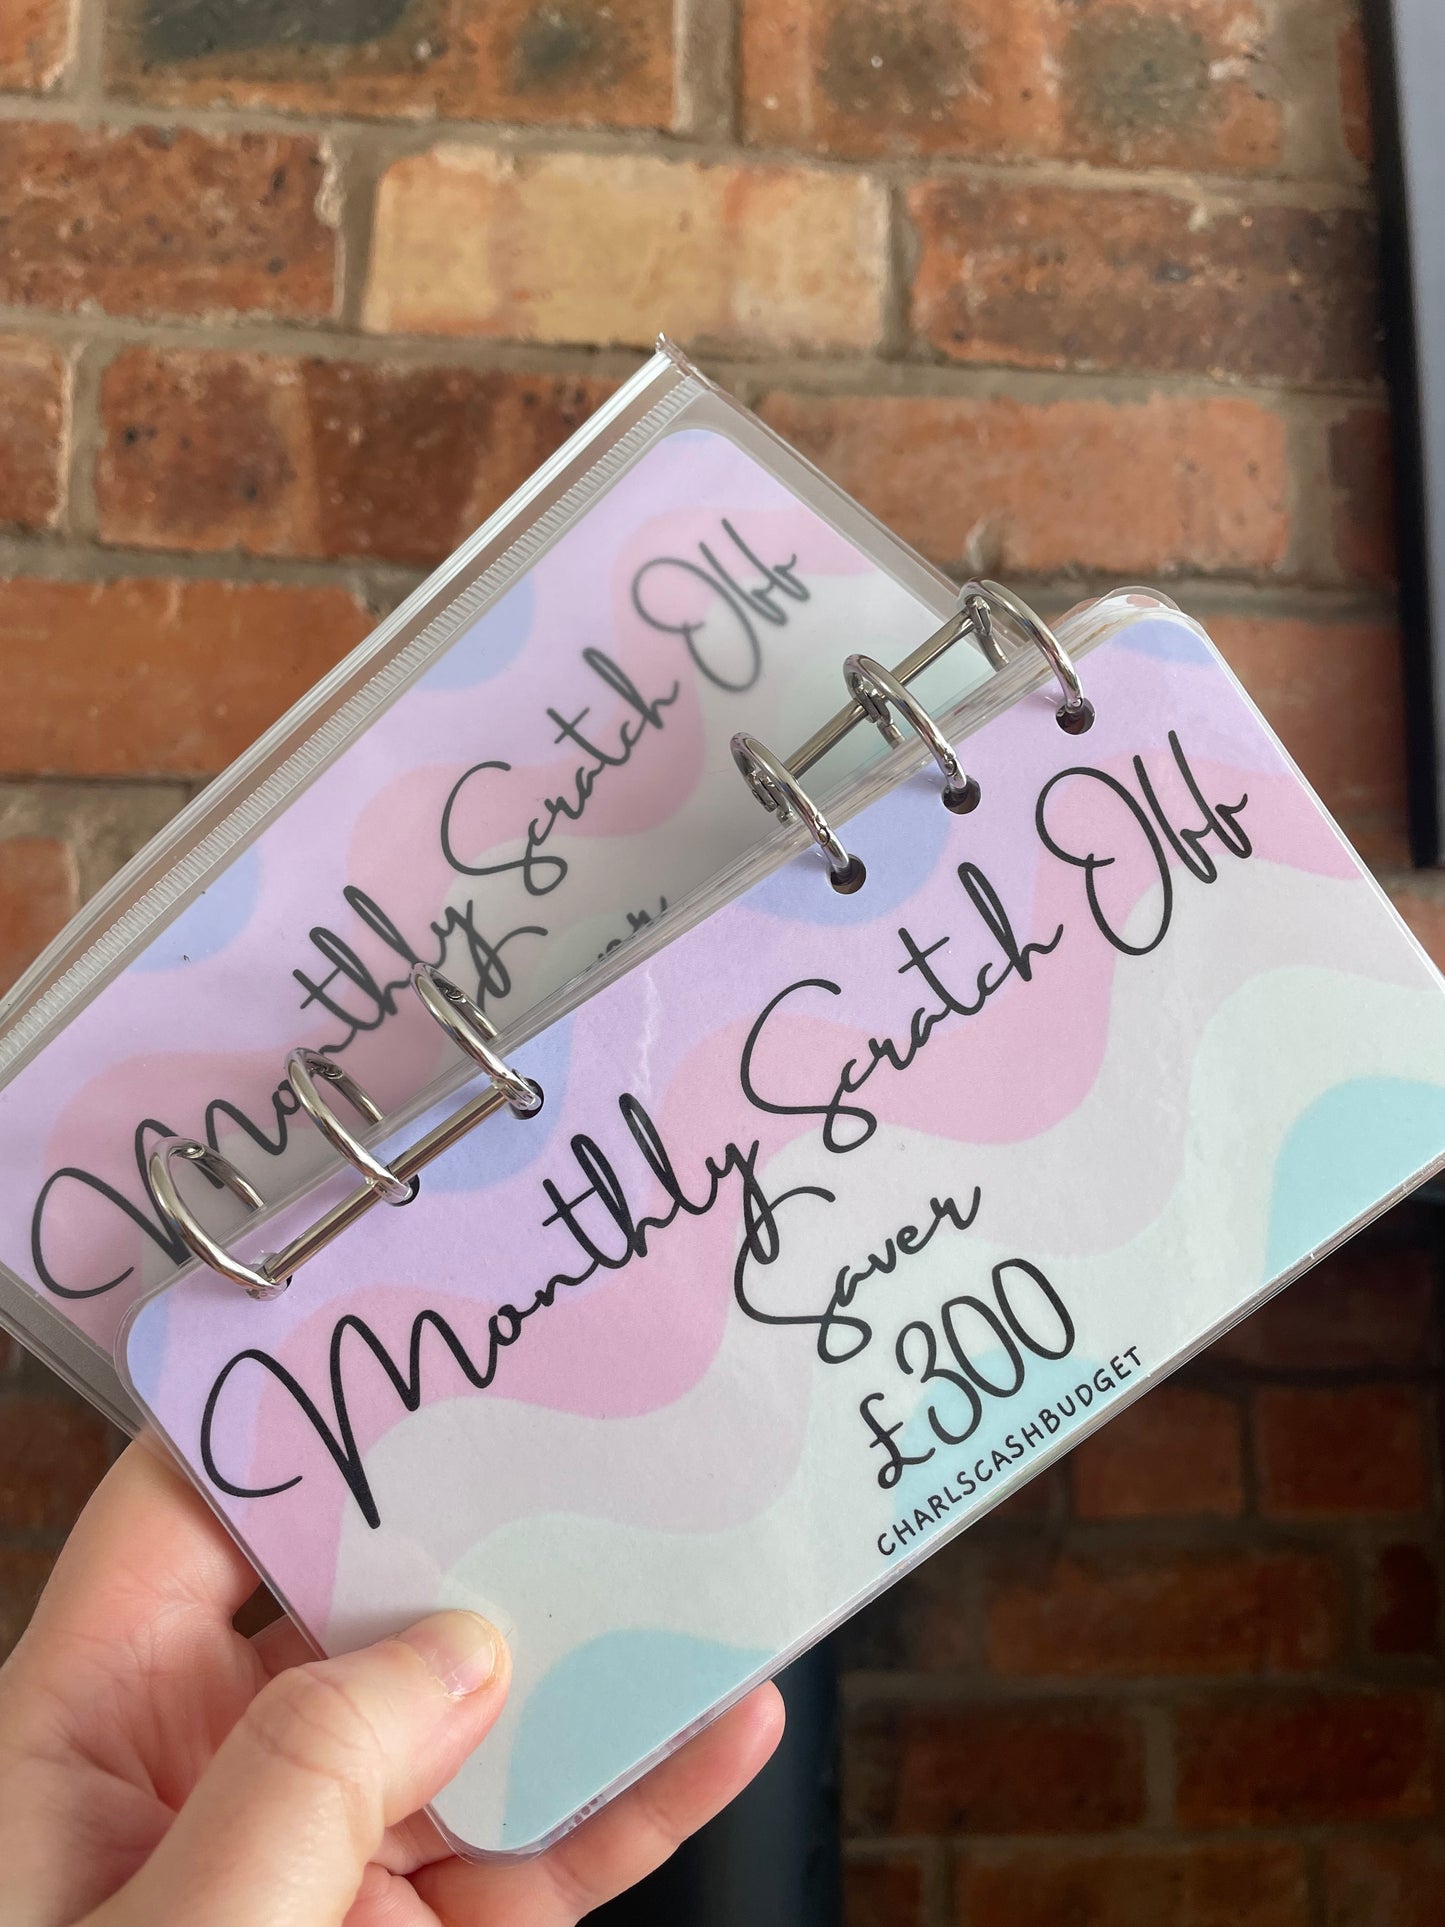 Monthly Scratch Off
Monthly Scratch Off
Saver
£300
CHARLSCASHBUDGET